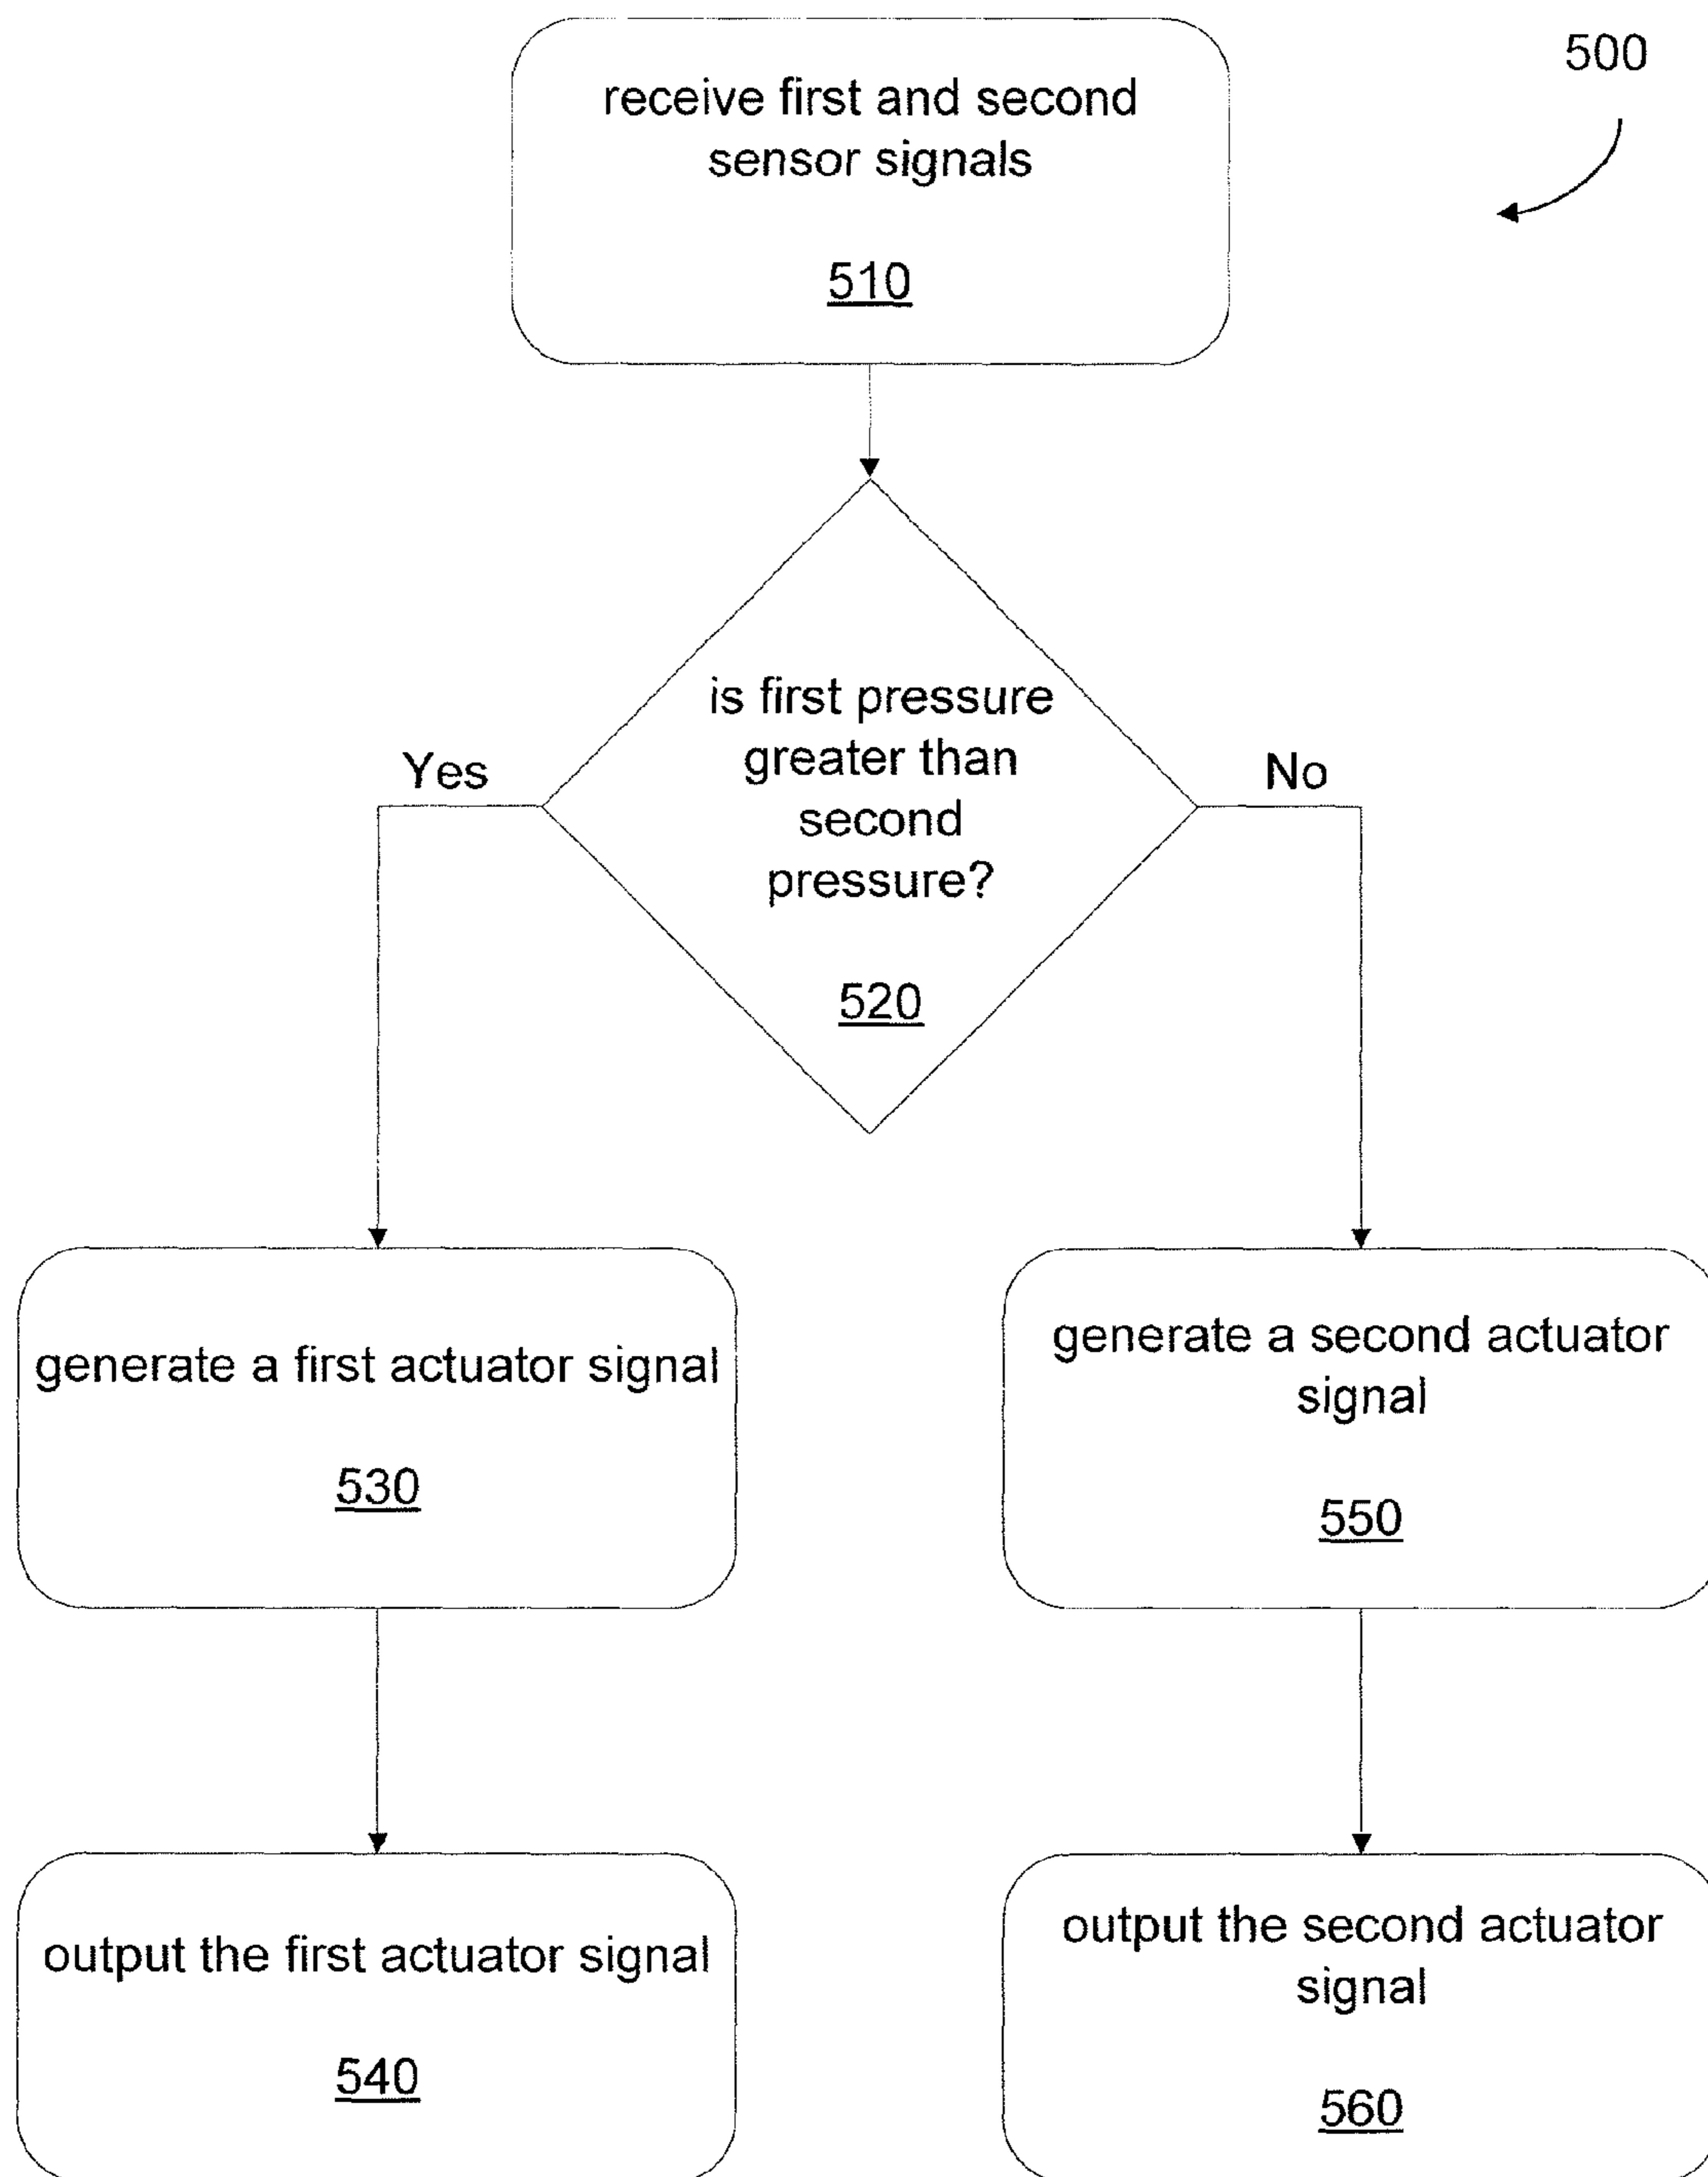 500
receive first and second
sensor signals
510
is first pressure
greater than
second
pressure?
520
Yes
No
generate a first actuator signal
530
generate a second actuator
signal
550
output the first actuator signal
540
output the second actuator
signal
560